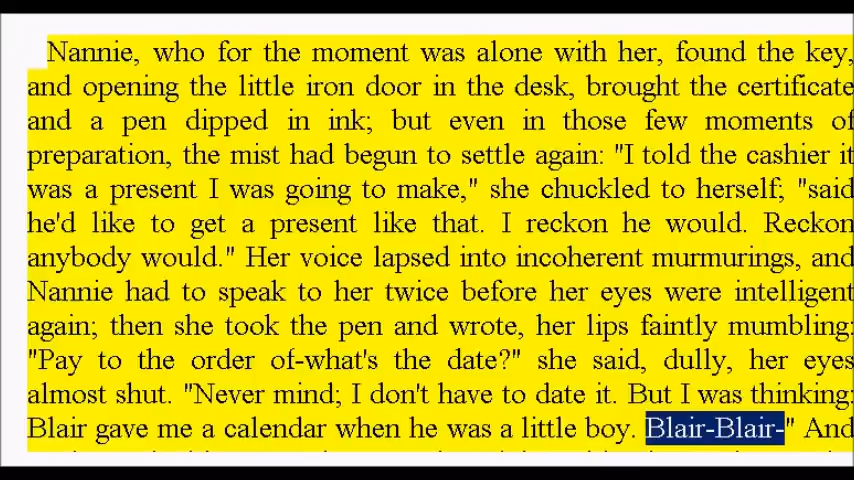 Nannie, who for the moment was alone with her, found the key,
and opening the little iron door in the desk, brought the certificate
and a pen dipped in ink; but even in those few moments of
preparation, the mist had begun to settle again: "I told the cashier it
was a present I was going to make," she chuckled to herself; "said
he'd like to get a present like that. I reckon he would. Reckon
anybody would." Her voice lapsed into incoherent murmurings, and
Nannie had to speak to her twice before her eyes were intelligent
again; then she took the pen and wrote, her lips faintly mumbling:
"Pay to the order of-what's the date?" she said, dully, her eyes
almost shut. "Never mind; I don't have to date it. But I was thinking:
Blair gave me a calendar when he was a little boy. Blair-Blair-" And